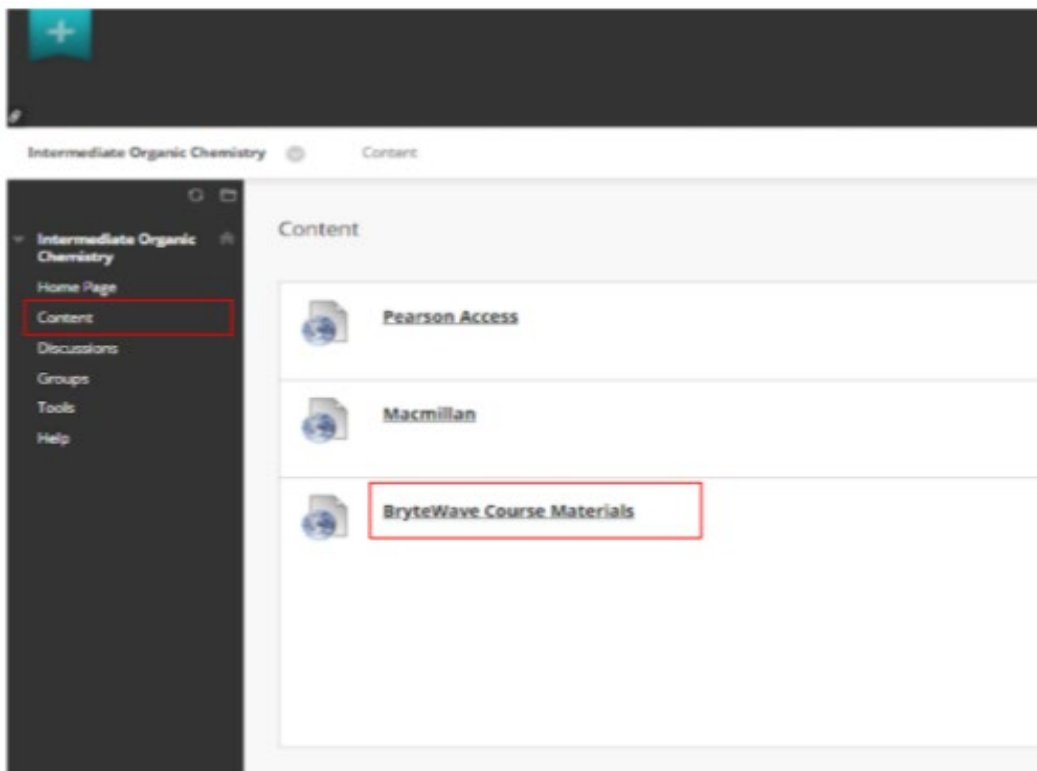 Intermediate Organic Chemistry
Content
Intermediate Organic
Chemistry
Home Page
Content
Discussions
Groups
Tools
Help
Content
Pearson Access
Macmillan
BryteWave Course Materials